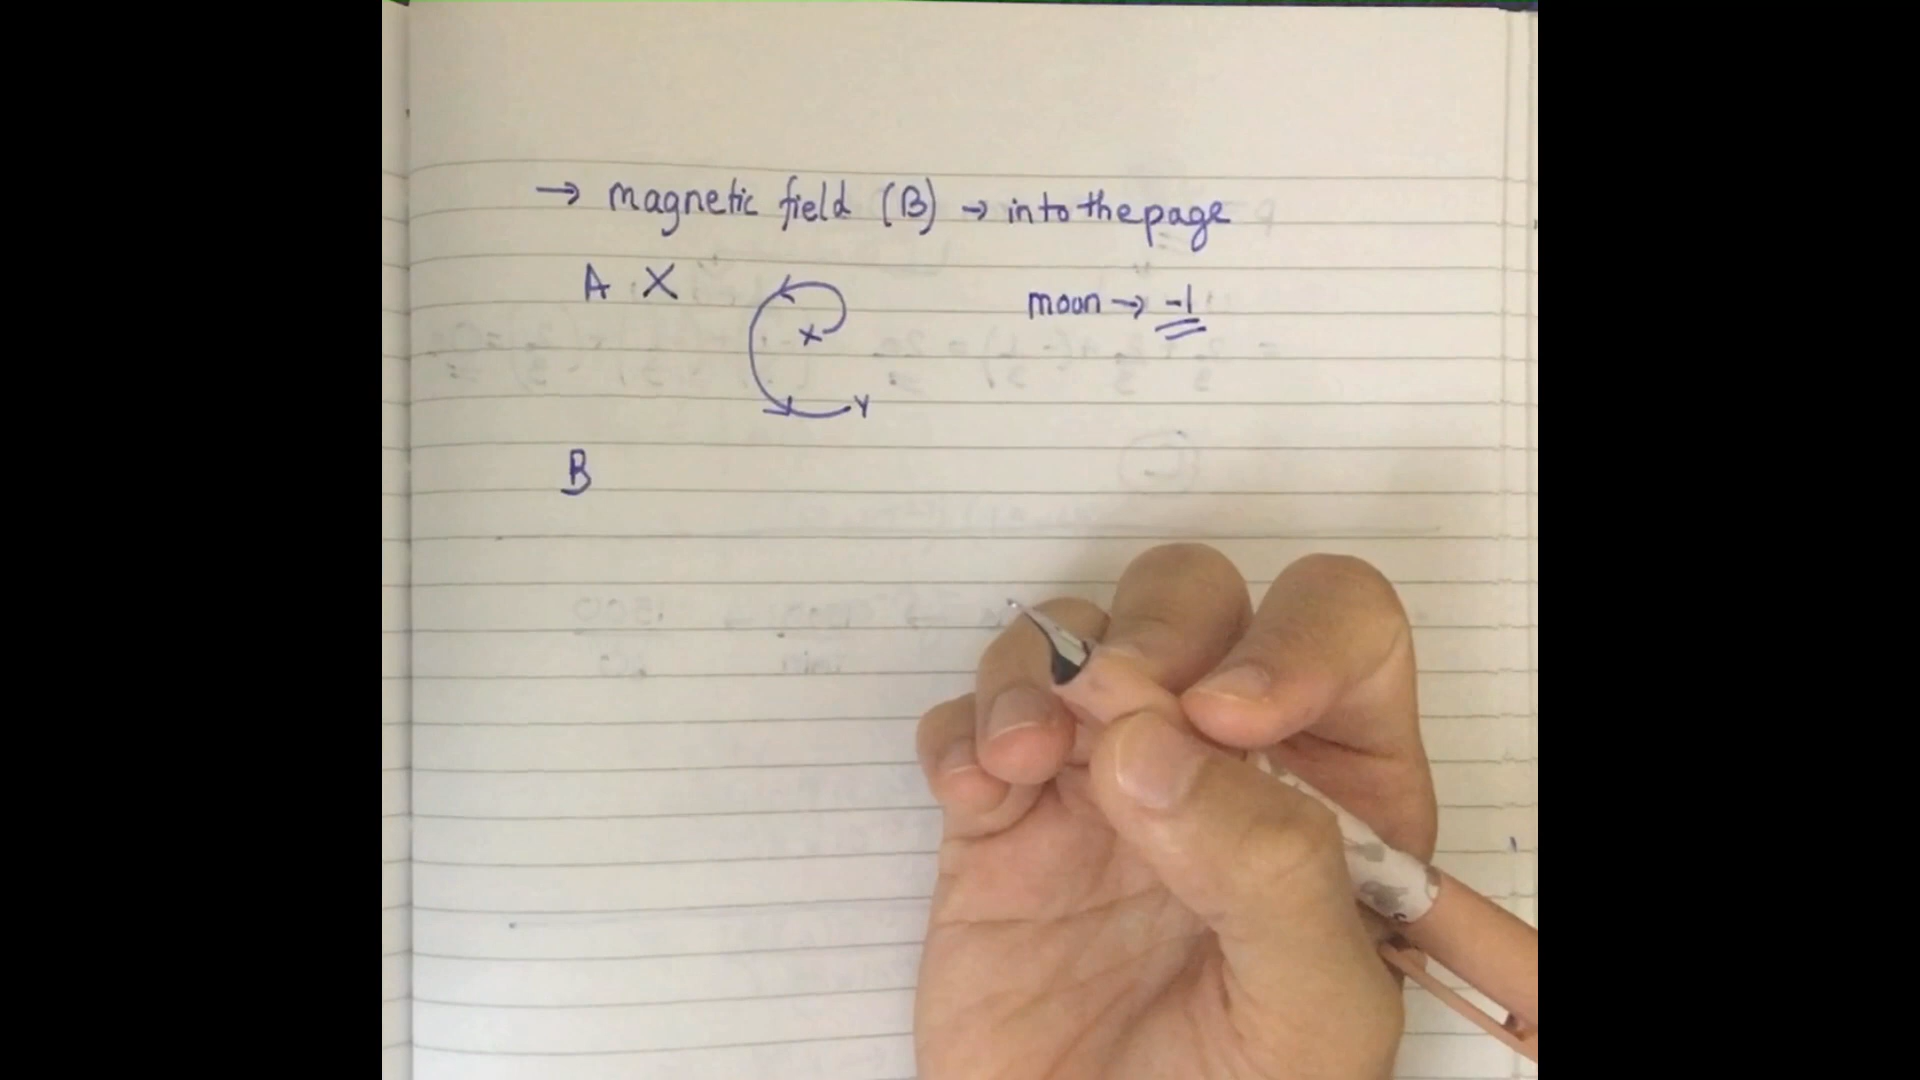 → magnetic field (B) → into the page
A X
moon → -1
X
Y
B